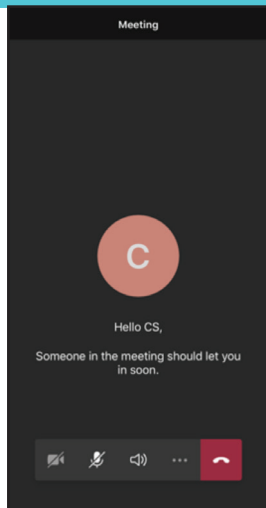 Meeting
C
Hello CS,
Someone in the meeting should let you
in soon.